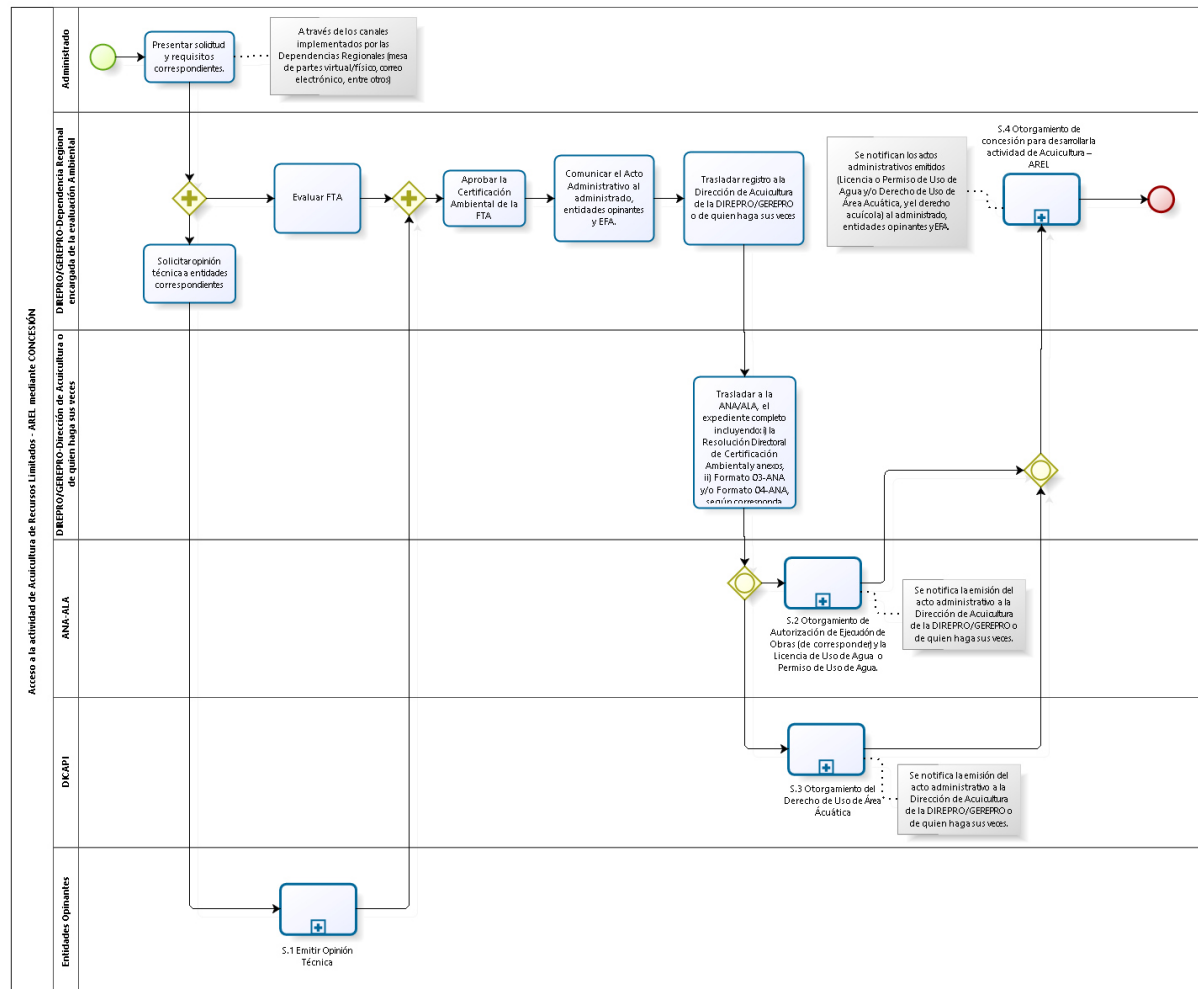 Acceso a la actividad de Acuicultura de Recursos Limitados - AREL mediante CONCESIÓN
Administrado
Presentar solicitud
y requisitos
correspondientes.
A través de los canales
implementados por las
Dependencias Regionales (mesa
de partes virtual/físico, correo
electrónico, entre otros)
DIREPRO/GEREPRO-Dependencia Regional
encargada de la evaluación Ambiental
Evaluar FTA
Solicitar opinión
técnica a entidades
correspondientes
Aprobar la
Certificación
Ambiental de la
FTA
Comunicar el Acto
Administrativo al
administrado,
entidades opinantes
y EFA.
Trasladar registro a la
Dirección de Acuicultura
de la DIREPRO/GEREPRO
o de quien haga sus veces
Se notifican los actos
administrativos emitidos
(Licencia o Permiso de Uso de
Agua y/o Derecho de Uso de
Área Acuática, y el derecho
acuícola) al administrado,
entidades opinantes y EFA.
S.4 Otorgamiento de
concesión para desarrollar la
actividad de Acuicultura –
AREL
DIREPRO/GEREPRO-Dirección de Acuicultura o
de quien haga sus veces
Trasladar a la
ANA/ALA, el
expediente completo
incluyendo: i) la
Resolución Directoral
de Certificación
Ambiental y anexos,
ii) Formato 03-ANA
y/o Formato 04-ANA,
según corresponda
ANA-ALA
S.2 Otorgamiento de
Autorización de Ejecución de
Obras (de corresponder) y la
Licencia de Uso de Agua o
Permiso de Uso de Agua.
Se notifica la emisión del
acto administrativo a la
Dirección de Acuicultura
de la DIREPRO/GEREPRO o
de quien haga sus veces.
DICAPI
S.3 Otorgamiento del
Derecho de Uso de Área
Ácuática
Se notifica la emisión del
acto administrativo a la
Dirección de Acuicultura
de la DIREPRO/GEREPRO o
de quien haga sus veces.
Entidades Opinantes
S.1 Emitir Opinión
Técnica